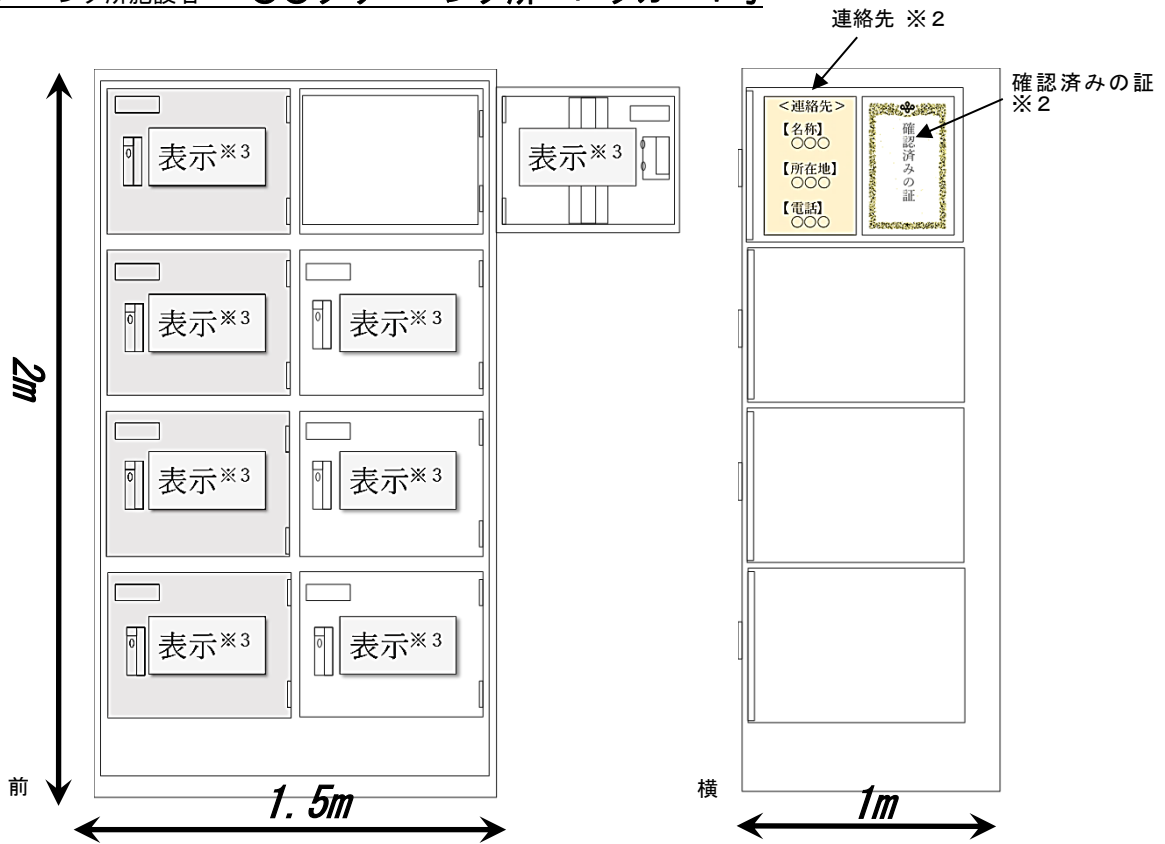 連絡先 ※2
確認済みの証
※2
表示※3
表示※3
表示※3
表示※3
表示※3
表示※3
表示※3
表示※3
2m
前
1.5m
<連絡先>
【名称】
○○○
【所在地】
○○○
【電話】
○○○
確認済みの証
横
1m